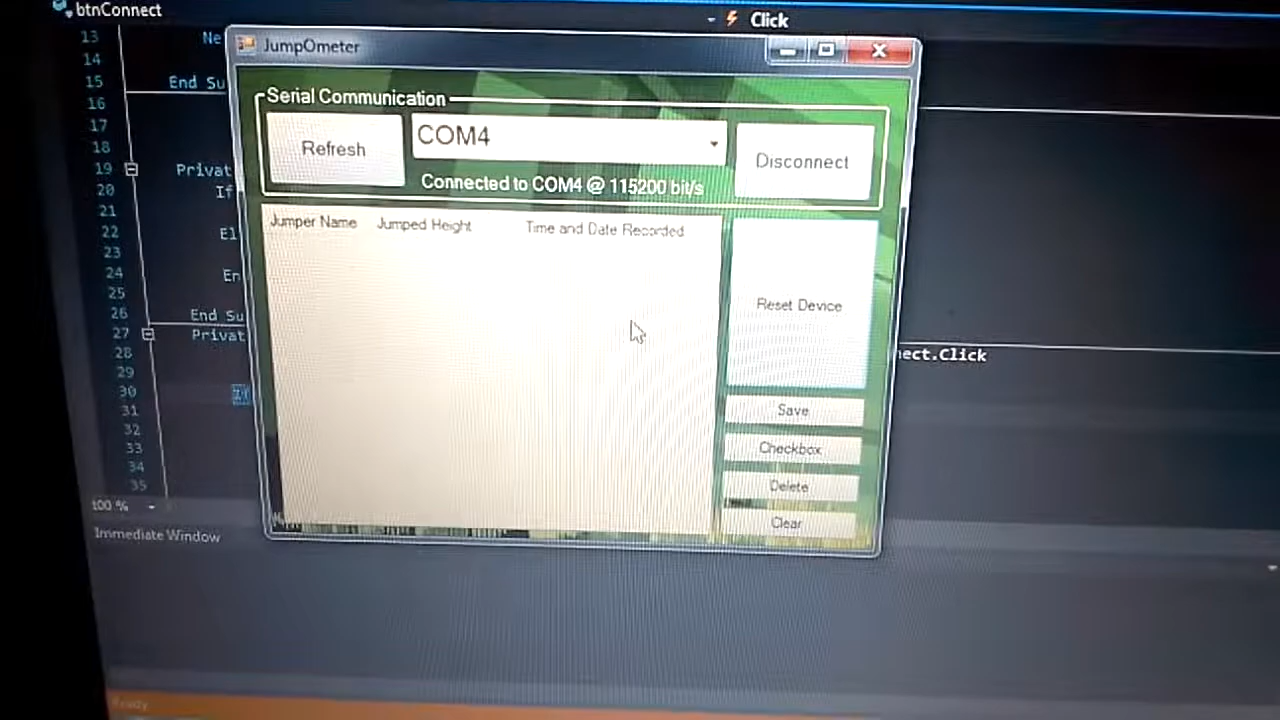 btnConnect
Click
13 Ne
14
15 End Su
16
17
18
19 Privat
20 If
21
22 El
23
24 En
25
26 End Su
27 Privat
28 nect.Click
29
30 If
31
32
33
34
35
100 %
Immediate Window
Ready
JumpOmeter
Serial Communication
Refresh
COM4
Disconnect
Connected to COM4 @ 115200 bit/s
Jumper Name Jumped Height Time and Date Recorded
Reset Device
Save
Checkbox
Delete
Clear